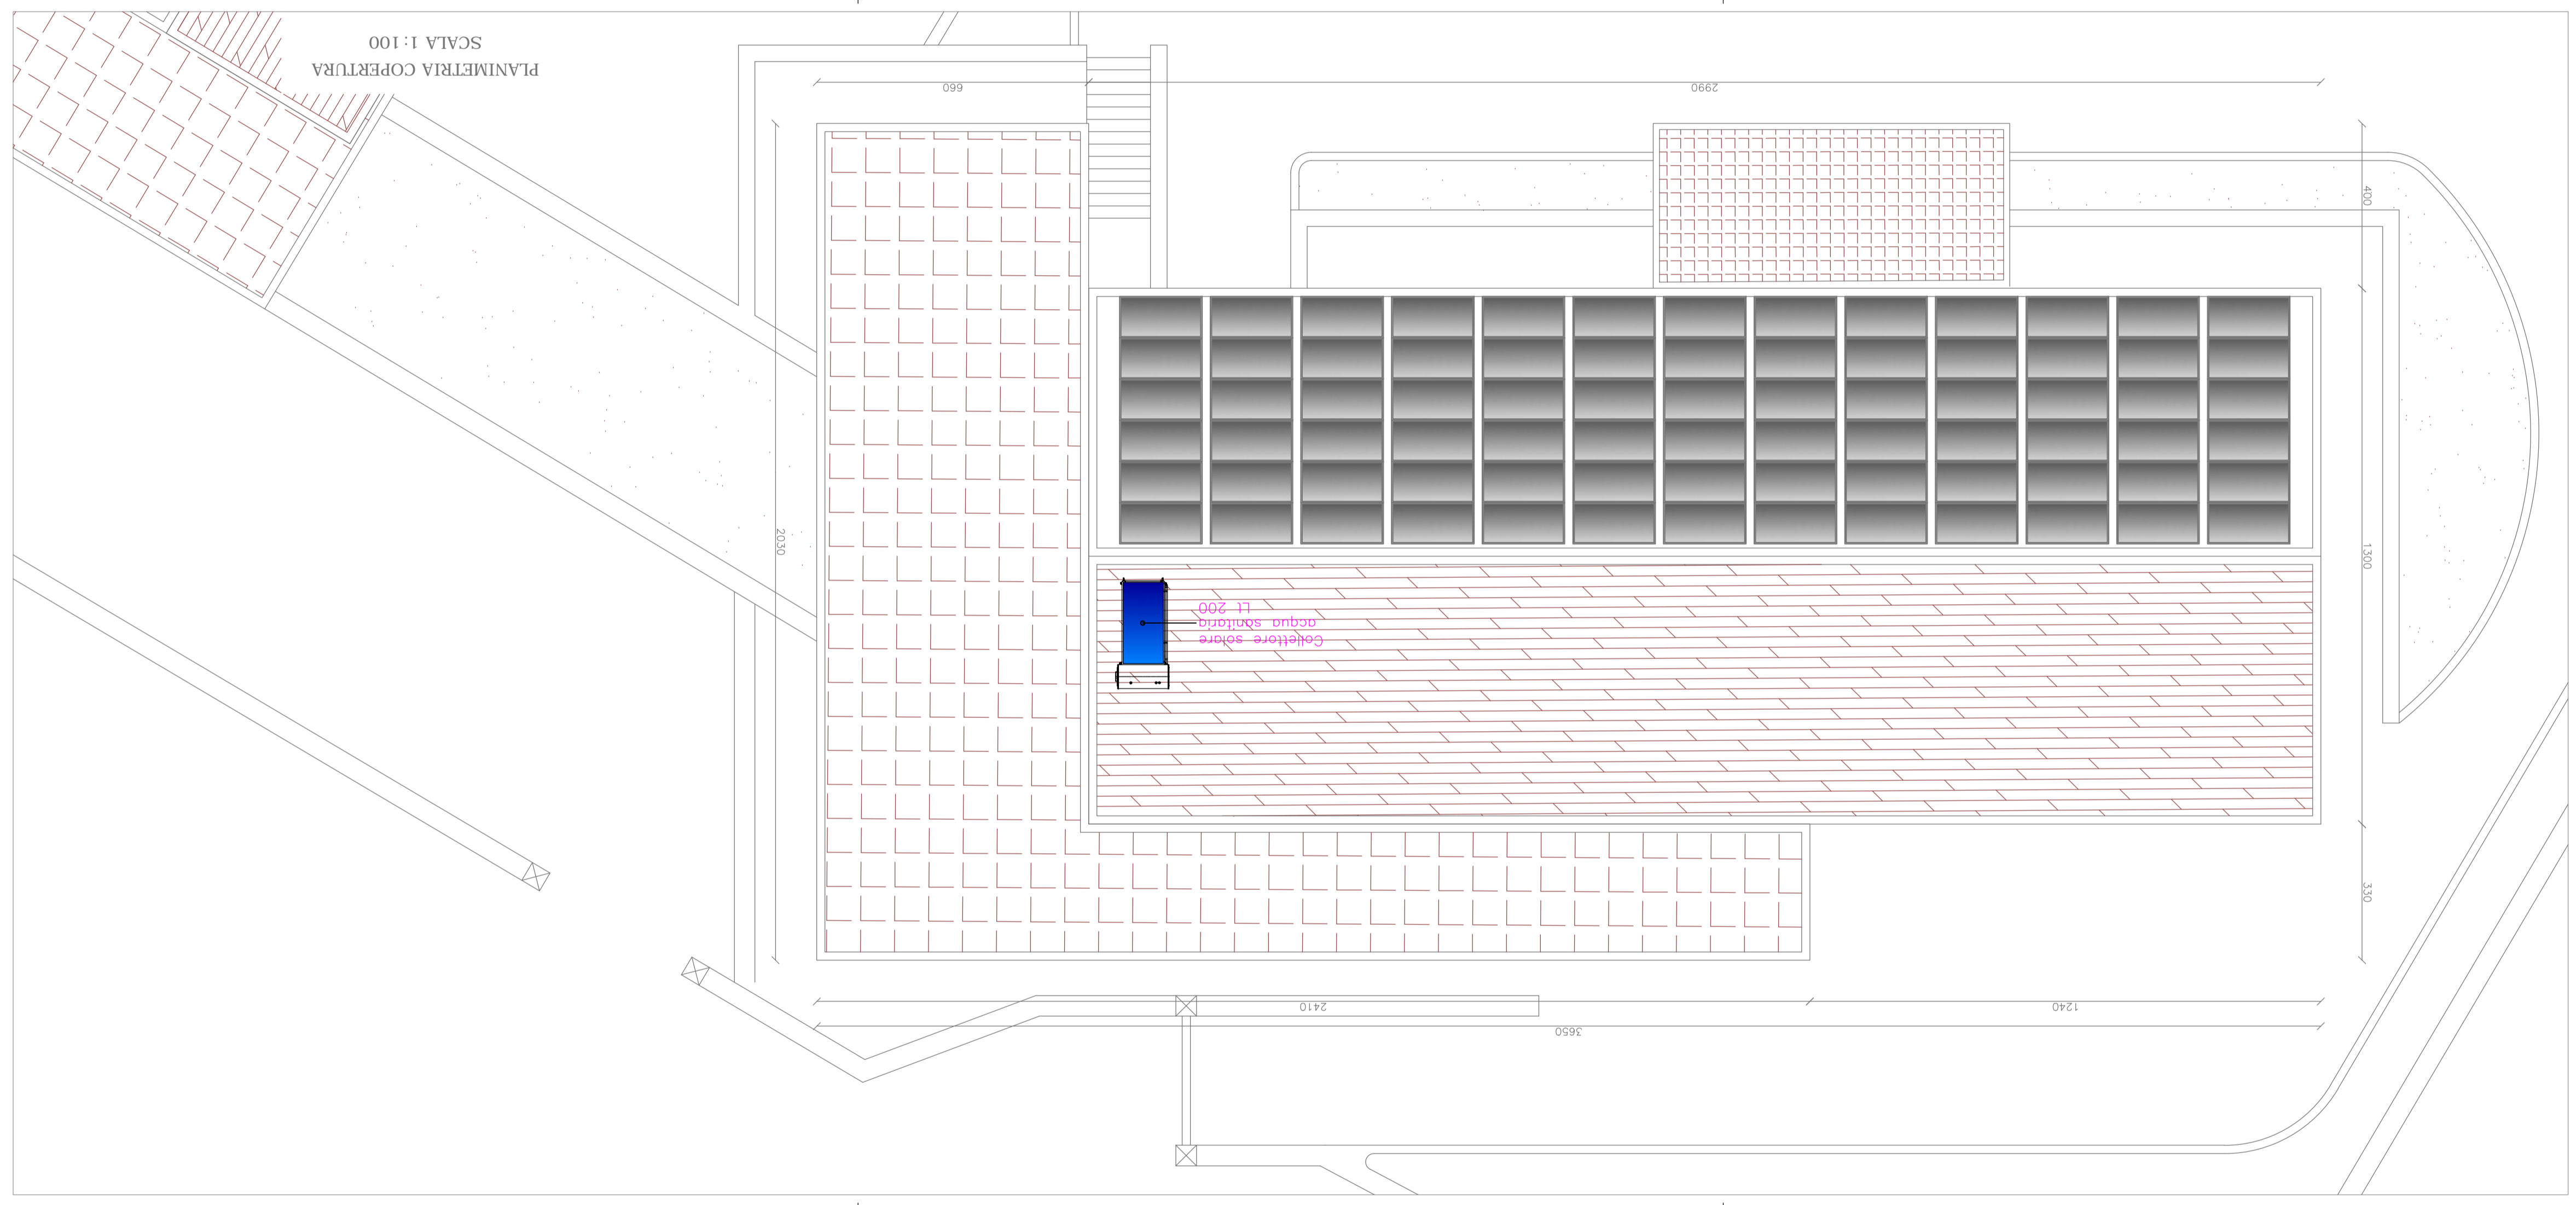 PLANIMETRIA COPERTURA
SCALA 1:100
660
2990
400
2030
1300
Collettore solare
acqua sanitaria
Lt 200
330
2410
1240
3650